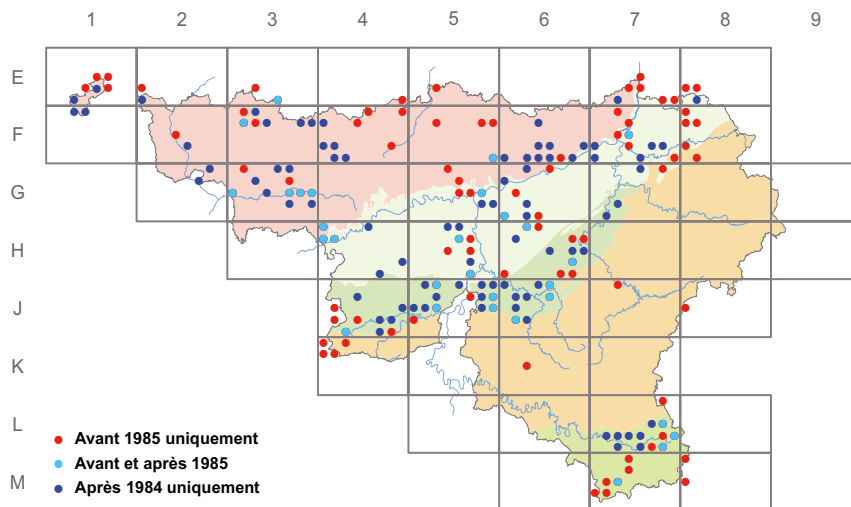 1 2 3 4 5 6 7 8 9
E
F
G
H
J
K
L
M
Avant 1985 uniquement
Avant et après 1985
Après 1984 uniquement